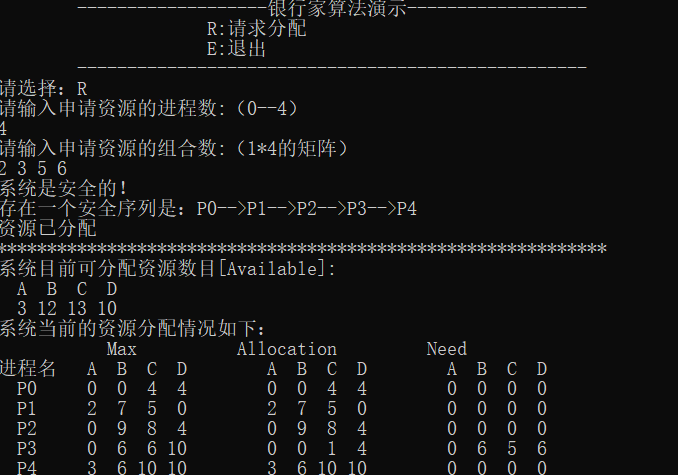 -------------------银行家算法演示------------------
R:请求分配
E:退出
---------------------------------------------------
请选择：R
请输入申请资源的进程数:（0--4）
4
请输入申请资源的组合数:（1*4的矩阵）
2 3 5 6
系统是安全的！
存在一个安全序列是：P0-->P1-->P2-->P3-->P4
资源已分配
*************************************************************
系统目前可分配资源数目[Available]:
A B C D
3 12 13 10
系统当前的资源分配情况如下：
Max Allocation Need
进程名 A B C D A B C D A B C D
P0 0 0 4 4 0 0 4 4 0 0 0 0
P1 2 7 5 0 2 7 5 0 0 0 0 0
P2 0 9 8 4 0 9 8 4 0 0 0 0
P3 0 6 6 10 0 0 1 4 0 6 5 6
P4 3 6 10 10 3 6 10 10 0 0 0 0